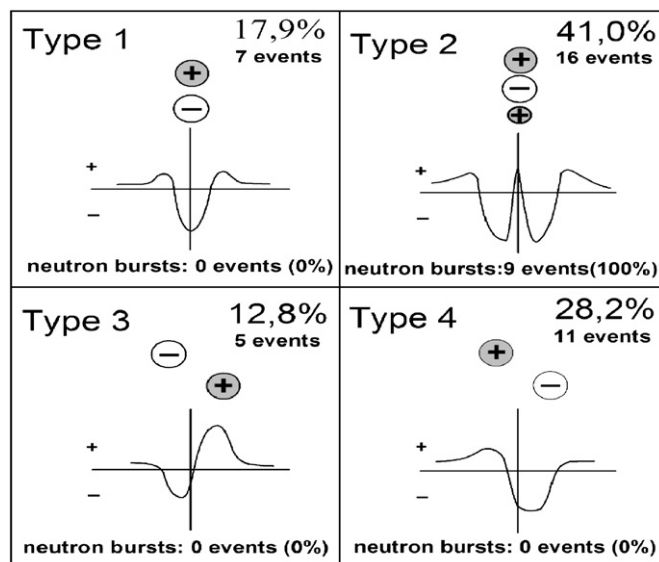 Type 1
17,9%
7 events
+
−
+
−
neutron bursts: 0 events (0%)
Type 2
41,0%
16 events
+
−
+
+
−
neutron bursts:9 events(100%)
Type 3
12,8%
5 events
−
+
+
−
neutron bursts: 0 events (0%)
Type 4
28,2%
11 events
+
−
+
−
neutron bursts: 0 events (0%)